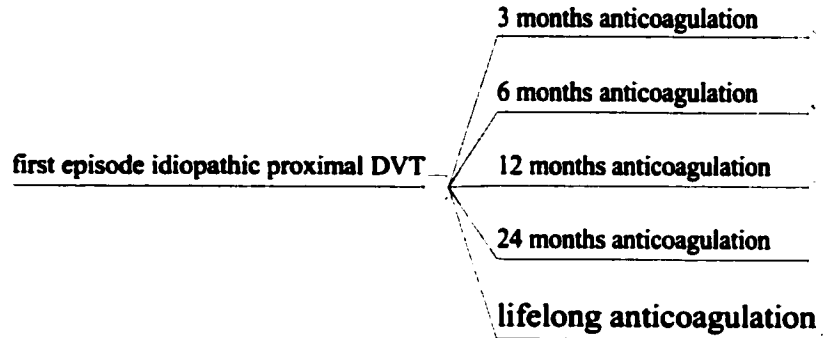 3 months anticoagulation
6 months anticoagulation
first episode idiopathic proximal DVT
12 months anticoagulation
24 months anticoagulation
lifelong anticoagulation